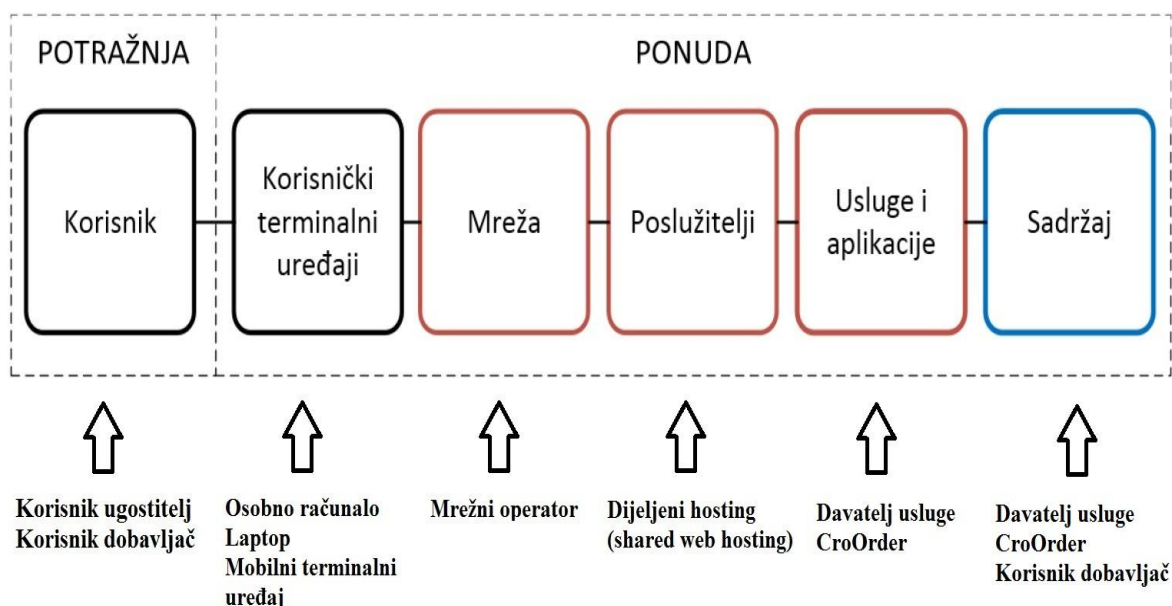 POTRAŽNJA
PONUDA
Korisnik
Korisnički
terminalni
uređaji
Mreža
Poslužitelji
Usluge i
aplikacije
Sadržaj
Korisnik ugostitelj
Korisnik dobavljač
Osobno računalo
Laptop
Mobilni terminalni
uređaj
Mrežni operator
Dijeljeni hosting
(shared web hosting)
Davatelj usluge
CroOrder
Davatelj usluge
CroOrder
Korisnik dobavljač